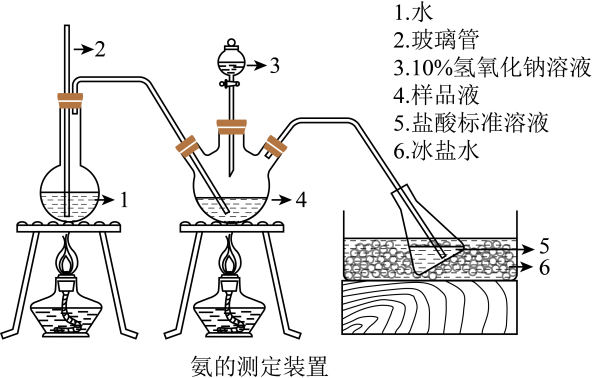 1.水
2.玻璃管
3.10%氢氧化钠溶液
4.样品液
5.盐酸标准溶液
6.冰盐水
2
3
1
4
5
6
氨的测定装置